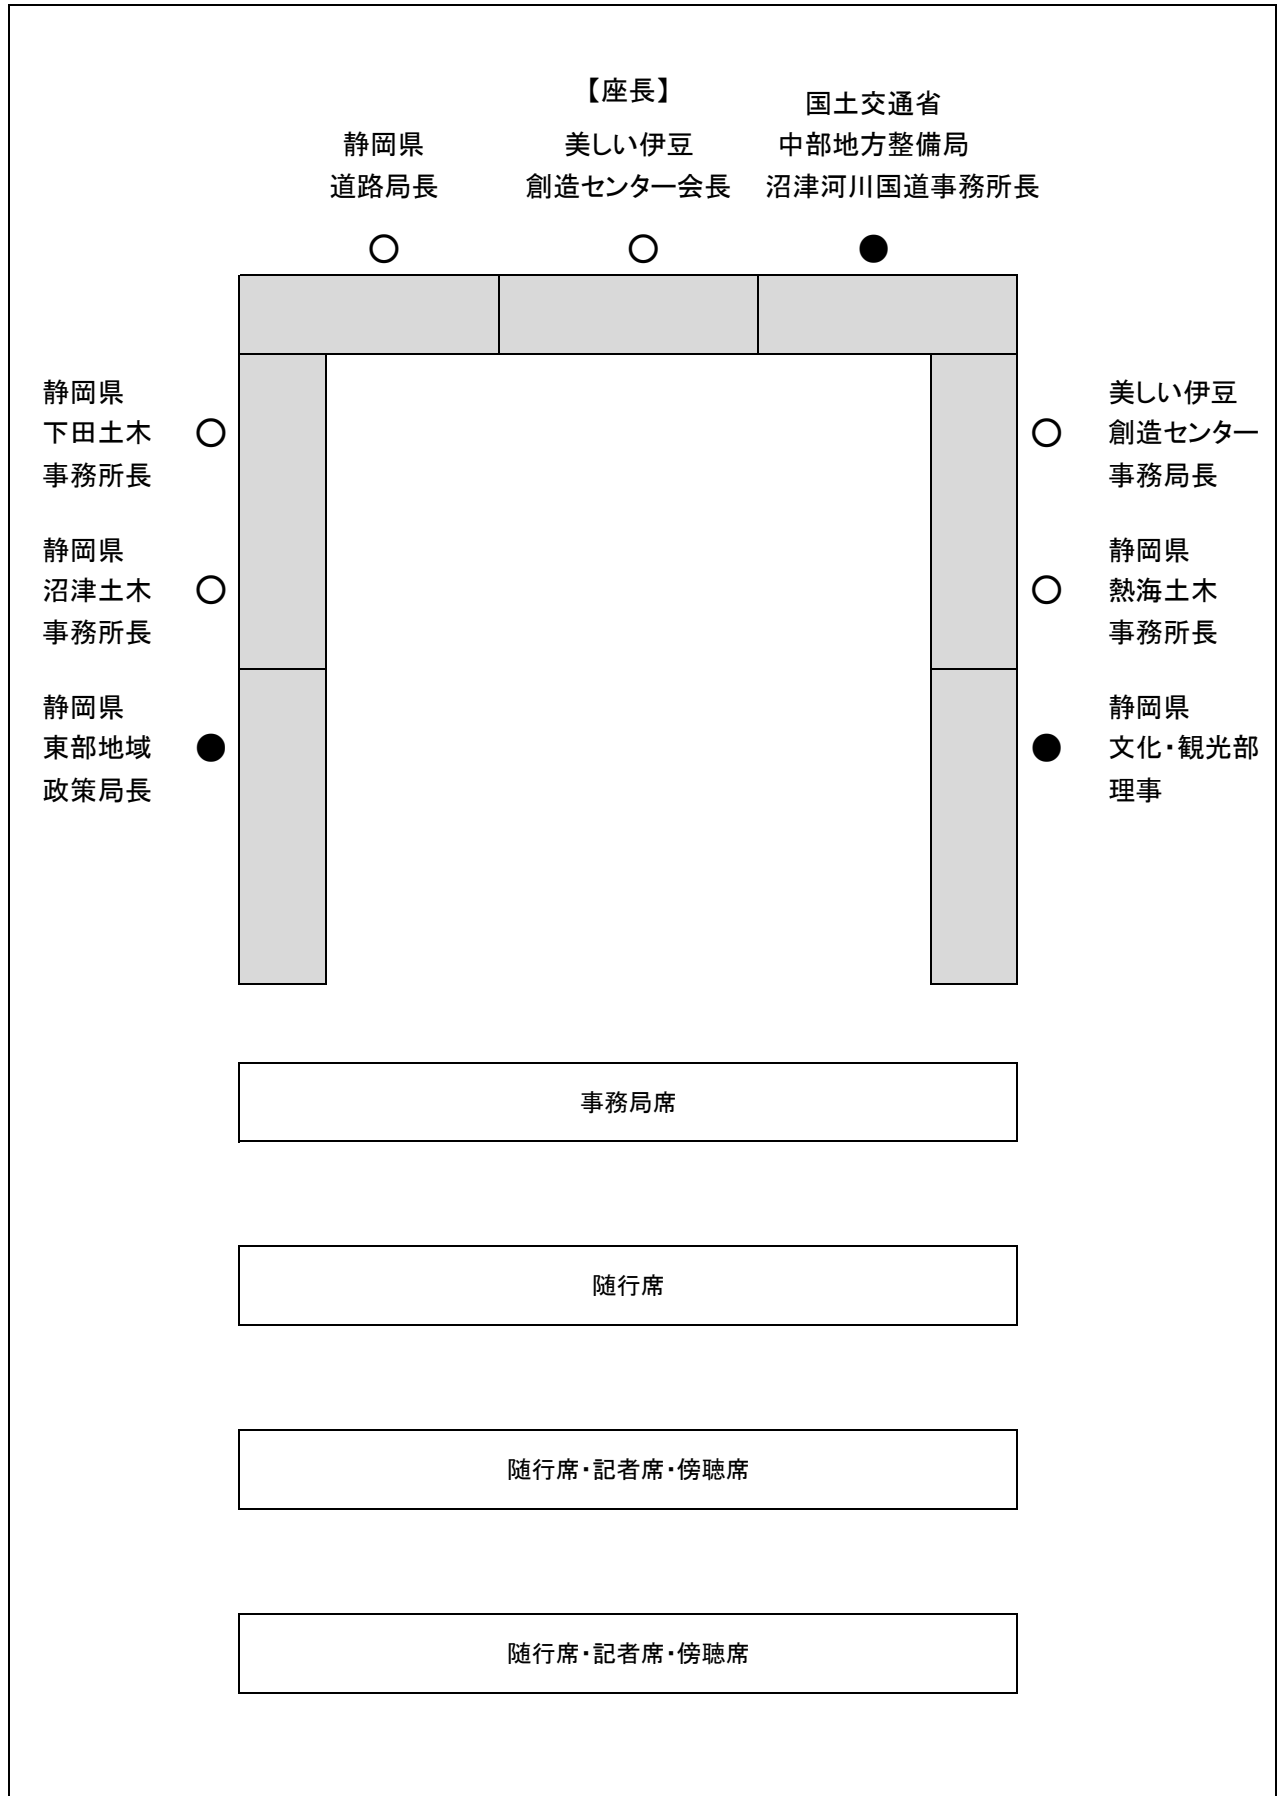 【座長】
静岡県
道路局長
美しい伊豆
創造センター会長
国土交通省
中部地方整備局
沼津河川国道事務所長
静岡県
下田土木
事務所長
静岡県
沼津土木
事務所長
静岡県
東部地域
政策局長
美しい伊豆
創造センター
事務局長
静岡県
熱海土木
事務所長
静岡県
文化・観光部
理事
事務局席
随行席
随行席・記者席・傍聴席
随行席・記者席・傍聴席